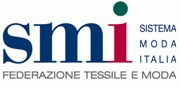 smi SISTEMA
MODA
ITALIA
FEDERAZIONE TESSILE E MODA